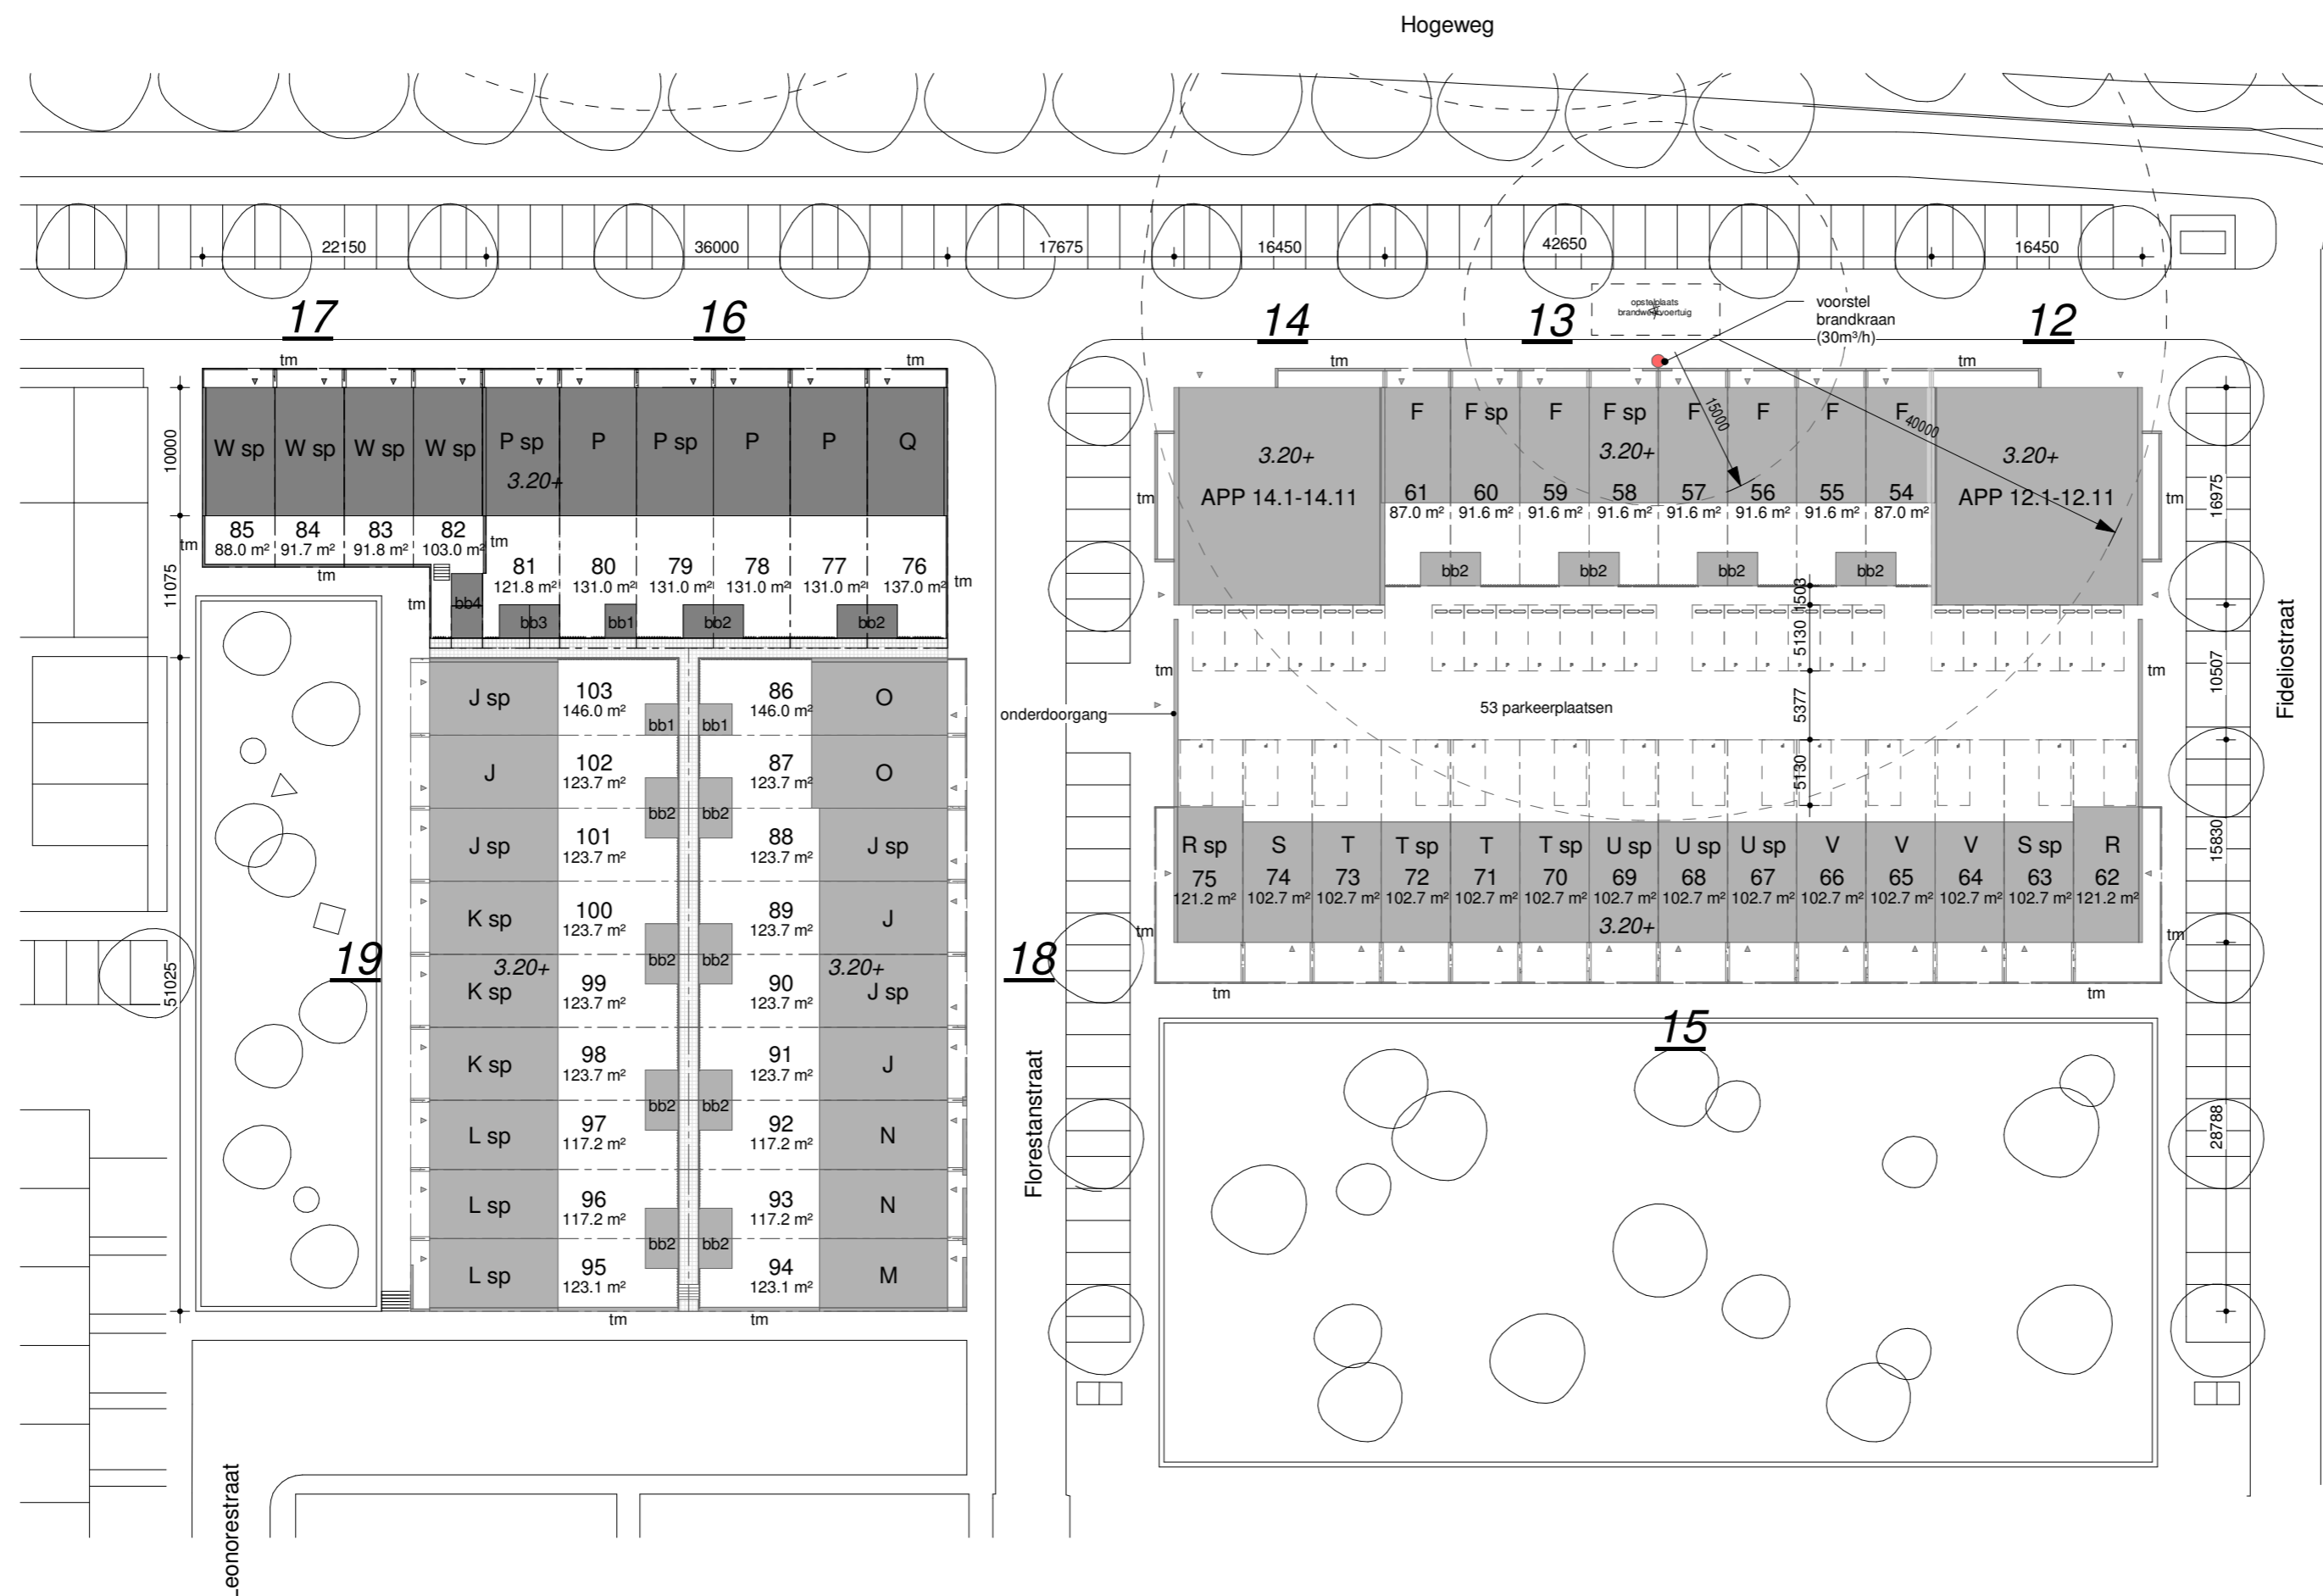 Hogeweg
22150
36000
17675
16450
42650
16450
17
16
14
13
12
opstelplaats
brandweervoertuig
voorstel
brandkraan
(30m³/h)
tm
tm
tm
tm
W sp
W sp
W sp
W sp
P sp
P
P sp
P
P
Q
3.20+
10000
11075
51025
85
88.0 m²
84
91.7 m²
83
91.8 m²
82
103.0 m²
81
121.8 m²
80
131.0 m²
79
131.0 m²
78
131.0 m²
77
131.0 m²
76
137.0 m²
tm
tm
tm
tm
tm
bb4
bb3
bb1
bb2
bb2
3.20+
APP 14.1-14.11
F
F sp
F
F sp
F
F
F
F
3.20+
15000
40000
3.20+
APP 12.1-12.11
61
87.0 m²
60
91.6 m²
59
91.6 m²
58
91.6 m²
57
91.6 m²
56
91.6 m²
55
91.6 m²
54
87.0 m²
tm
tm
bb2
bb2
bb2
bb2
1503
5130
5377
5130
16975
10507
15830
28788
tm
tm
onderdoorgang
53 parkeerplaatsen
Fideliostraat
J sp
103
146.0 m²
bb1
bb1
86
146.0 m²
O
J
102
123.7 m²
87
123.7 m²
O
bb2
bb2
J sp
101
123.7 m²
88
123.7 m²
J sp
K sp
100
123.7 m²
89
123.7 m²
J
bb2
bb2
19
3.20+
3.20+
18
K sp
99
123.7 m²
90
123.7 m²
J sp
K sp
98
123.7 m²
91
123.7 m²
J
bb2
bb2
L sp
97
117.2 m²
92
117.2 m²
N
L sp
96
117.2 m²
93
117.2 m²
N
bb2
bb2
L sp
95
123.1 m²
94
123.1 m²
M
tm
tm
R sp
S
T
T sp
T
T sp
U sp
U sp
U sp
V
V
V
S sp
R
75
121.2 m²
74
102.7 m²
73
102.7 m²
72
102.7 m²
71
102.7 m²
70
102.7 m²
69
102.7 m²
68
102.7 m²
67
102.7 m²
66
102.7 m²
65
102.7 m²
64
102.7 m²
63
102.7 m²
62
121.2 m²
3.20+
tm
tm
tm
tm
15
Florestanstraat
eonorestraat